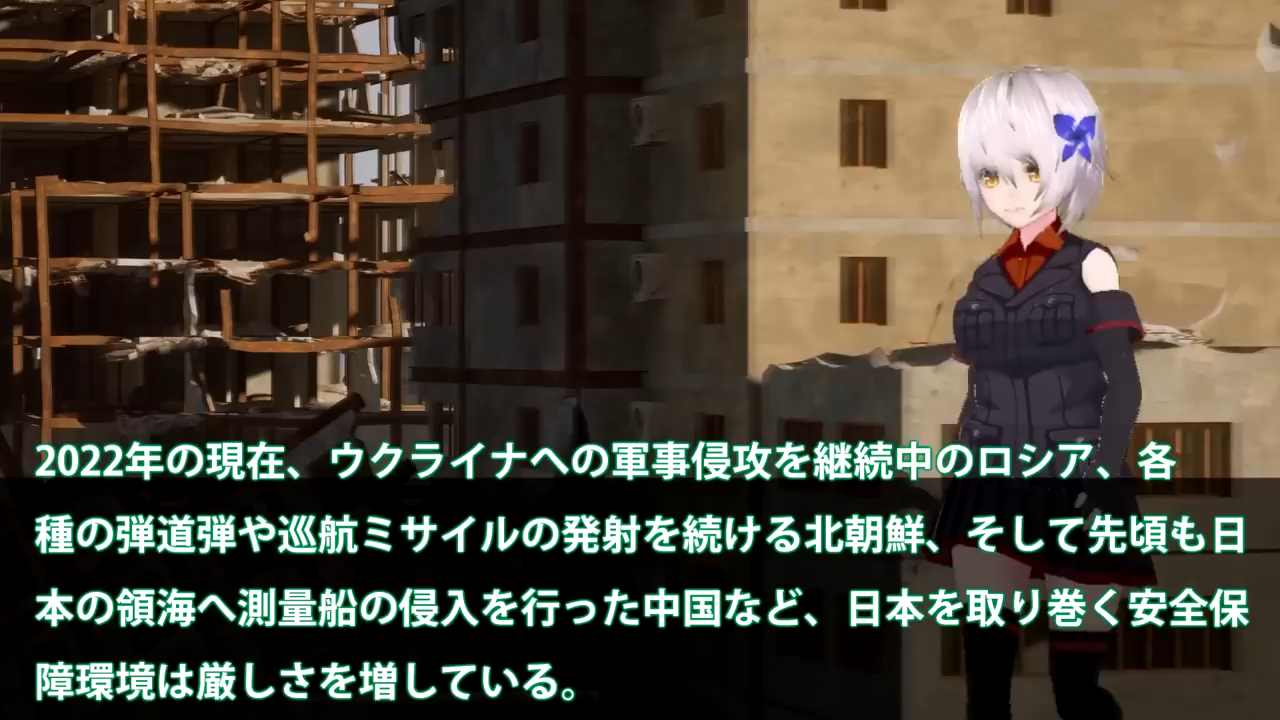 2022年の現在、ウクライナへの軍事侵攻を継続中のロシア、各
種の弾道弾や巡航ミサイルの発射を続ける北朝鮮、そして先頃も日
本の領海へ測量船の侵入を行った中国など、日本を取り巻く安全保
障環境は厳しさを増している。